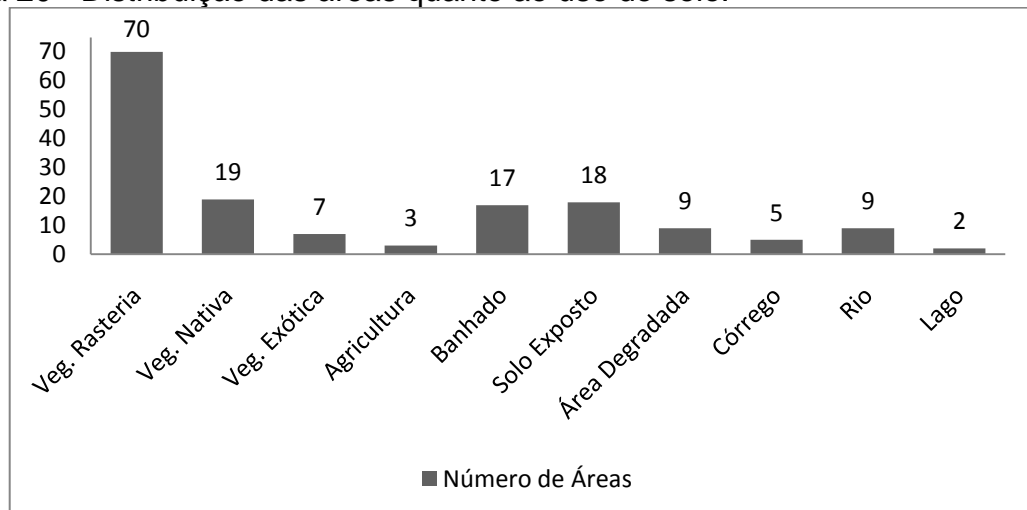 70
70
60
50
40
30
20
10
0
19
7
3
17
18
9
5
9
2
Veg. Rasteria
Veg. Nativa
Veg. Exótica
Agricultura
Banhado
Solo Exposto
Área Degradada
Córrego
Rio
Lago
Número de Áreas